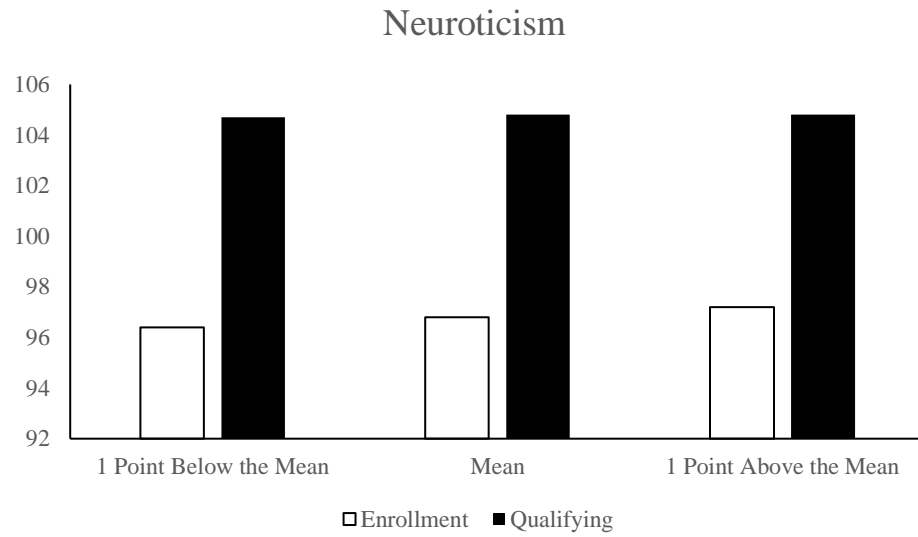 Neuroticism
106
104
102
100
98
96
94
92
1 Point Below the Mean
Mean
1 Point Above the Mean
Enrollment
Qualifying